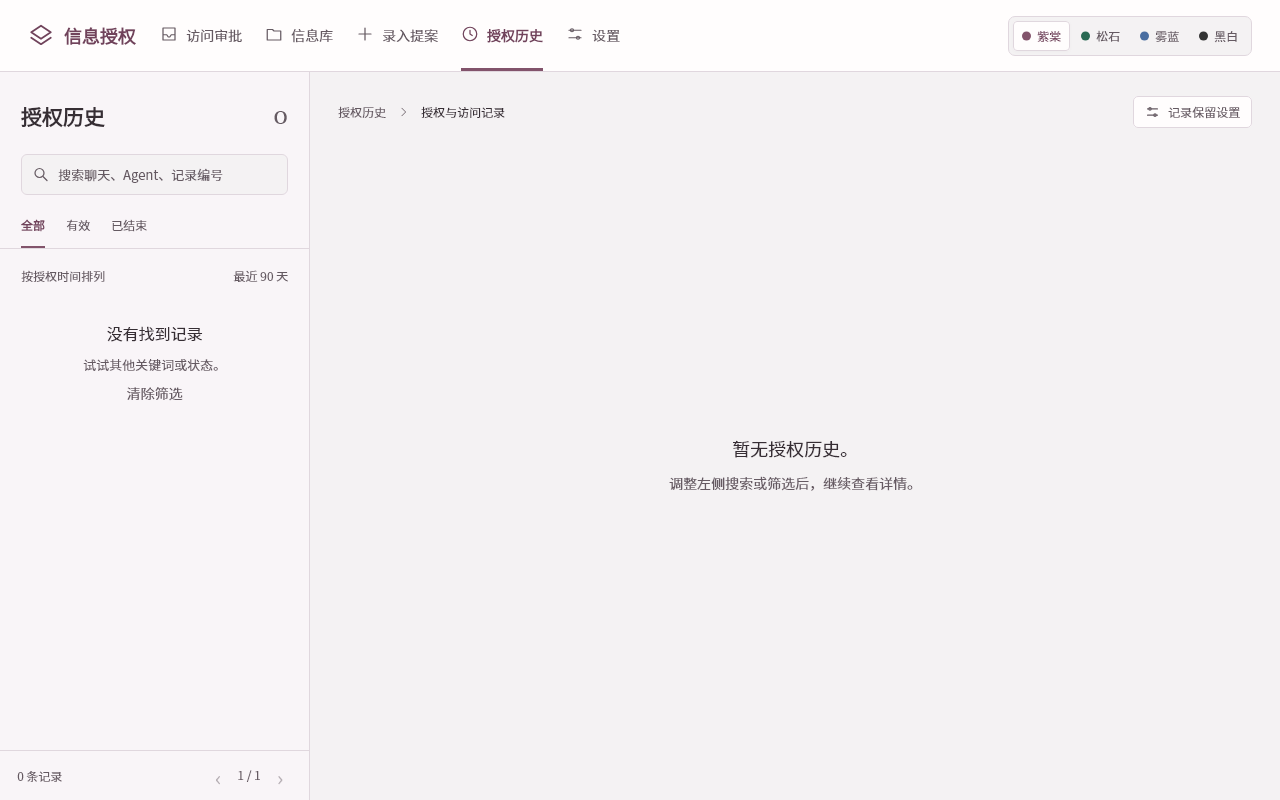 信息授权
访问审批
信息库
录入提案
授权历史
设置
紫棠
松石
雾蓝
黑白
授权历史
0
搜索聊天、Agent、记录编号
全部
有效
已结束
按授权时间排列
最近 90 天
没有找到记录
试试其他关键词或状态。
清除筛选
0 条记录
‹
1 / 1
›
授权历史
授权与访问记录
记录保留设置
暂无授权历史。
调整左侧搜索或筛选后，继续查看详情。